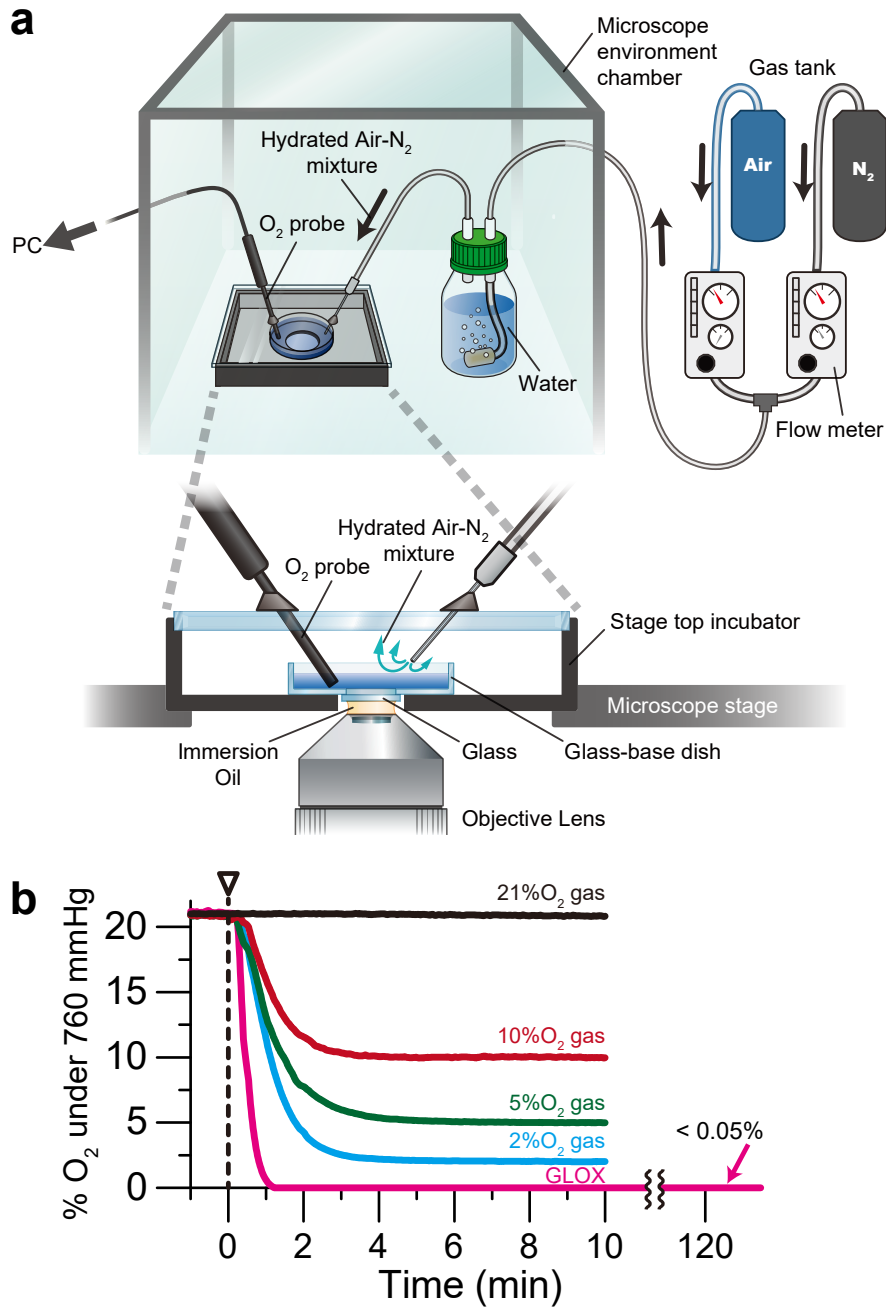 a
Microscope
environment
chamber
Gas tank
Hydrated Air-N₂
mixture
Air
N₂
O₂ probe
PC
Water
Flow meter
Hydrated Air-N₂
mixture
O₂ probe
Stage top incubator
Microscope stage
Immersion
Oil
Glass
Glass-base dish
Objective Lens
b
% O₂ under 760 mmHg
20
15
10
5
0
21%O₂ gas
10%O₂ gas
5%O₂ gas
2%O₂ gas
GLOX
< 0.05%
0
2
4
6
8
10
120
Time (min)